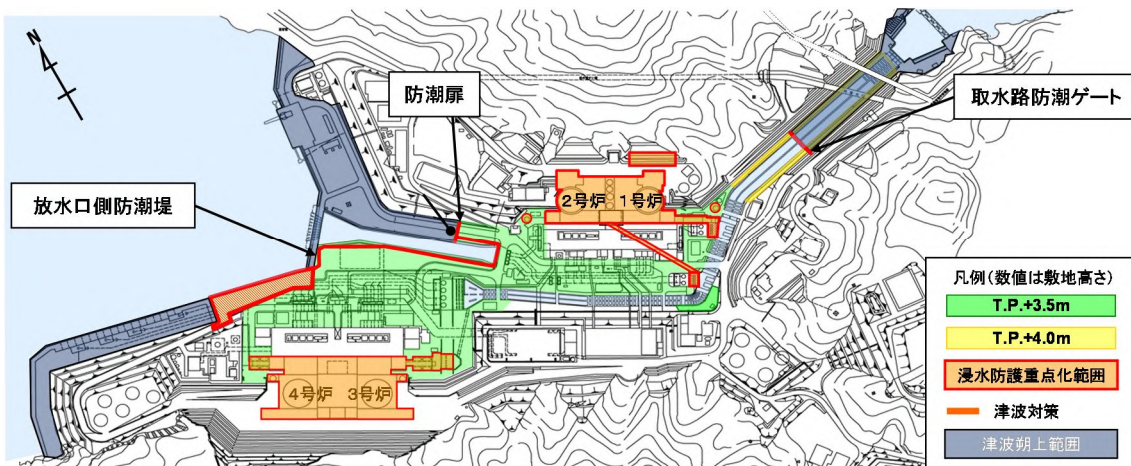 N
防潮扉
取水路防潮ゲート
放水口側防潮堤
2号炉
1号炉
4号炉
3号炉
凡例(数値は敷地高さ)
T.P.+3.5m
T.P.+4.0m
浸水防護重点化範囲
津波対策
津波朔上範囲